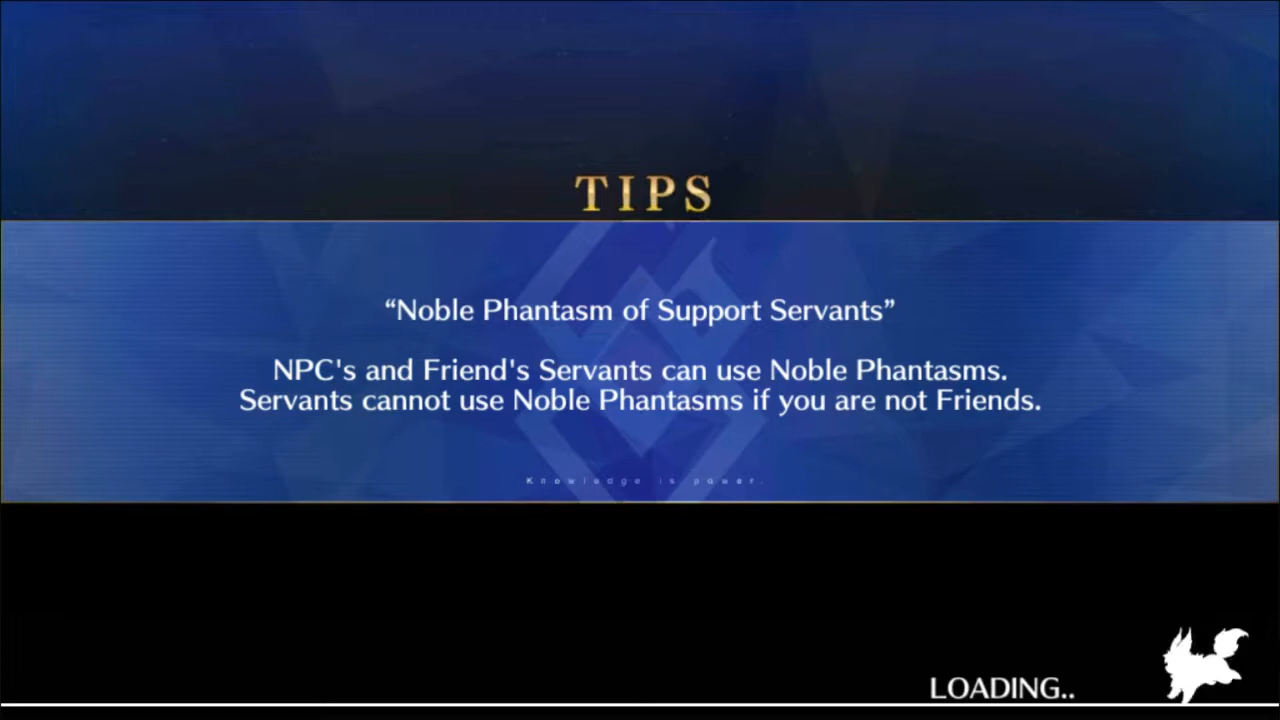 TIPS
“Noble Phantasm of Support Servants”
NPC's and Friend's Servants can use Noble Phantasms.
Servants cannot use Noble Phantasms if you are not Friends.
Knowledge is power.
LOADING..